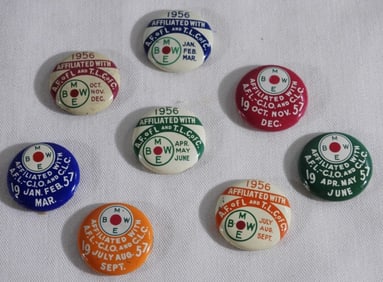 1956
AFFILIATED WITH
A.F. of L. AND T.L.C. of C.
B M W E
JAN.
FEB
MAR.
1956
AFFILIATED WITH
A.F. of L. AND T.L.C. of C.
B M W E
OCT.
NOV.
DEC.
B M W E
AFFILIATED WITH
A.F.L.-C.I.O. AND C.L.C.
19 OCT. NOV. 57
DEC.
1956
AFFILIATED WITH
A.F. of L. AND T.L.C. of C.
B M W E
APR.
MAY
JUNE
B M W E
AFFILIATED WITH
A.F.L.-C.I.O. AND C.L.C.
19 JAN. FEB. 57
MAR.
B M W E
AFFILIATED WITH
A.F.L.-C.I.O. AND C.L.C.
19 APR. MAY 57
JUNE
1956
AFFILIATED WITH
A.F. of L. AND T.L.C. of C.
B M W E
JULY
AUG.
SEPT.
B M W E
AFFILIATED WITH
A.F.L.-C.I.O. AND C.L.C.
19 JULY AUG. 57
SEPT.